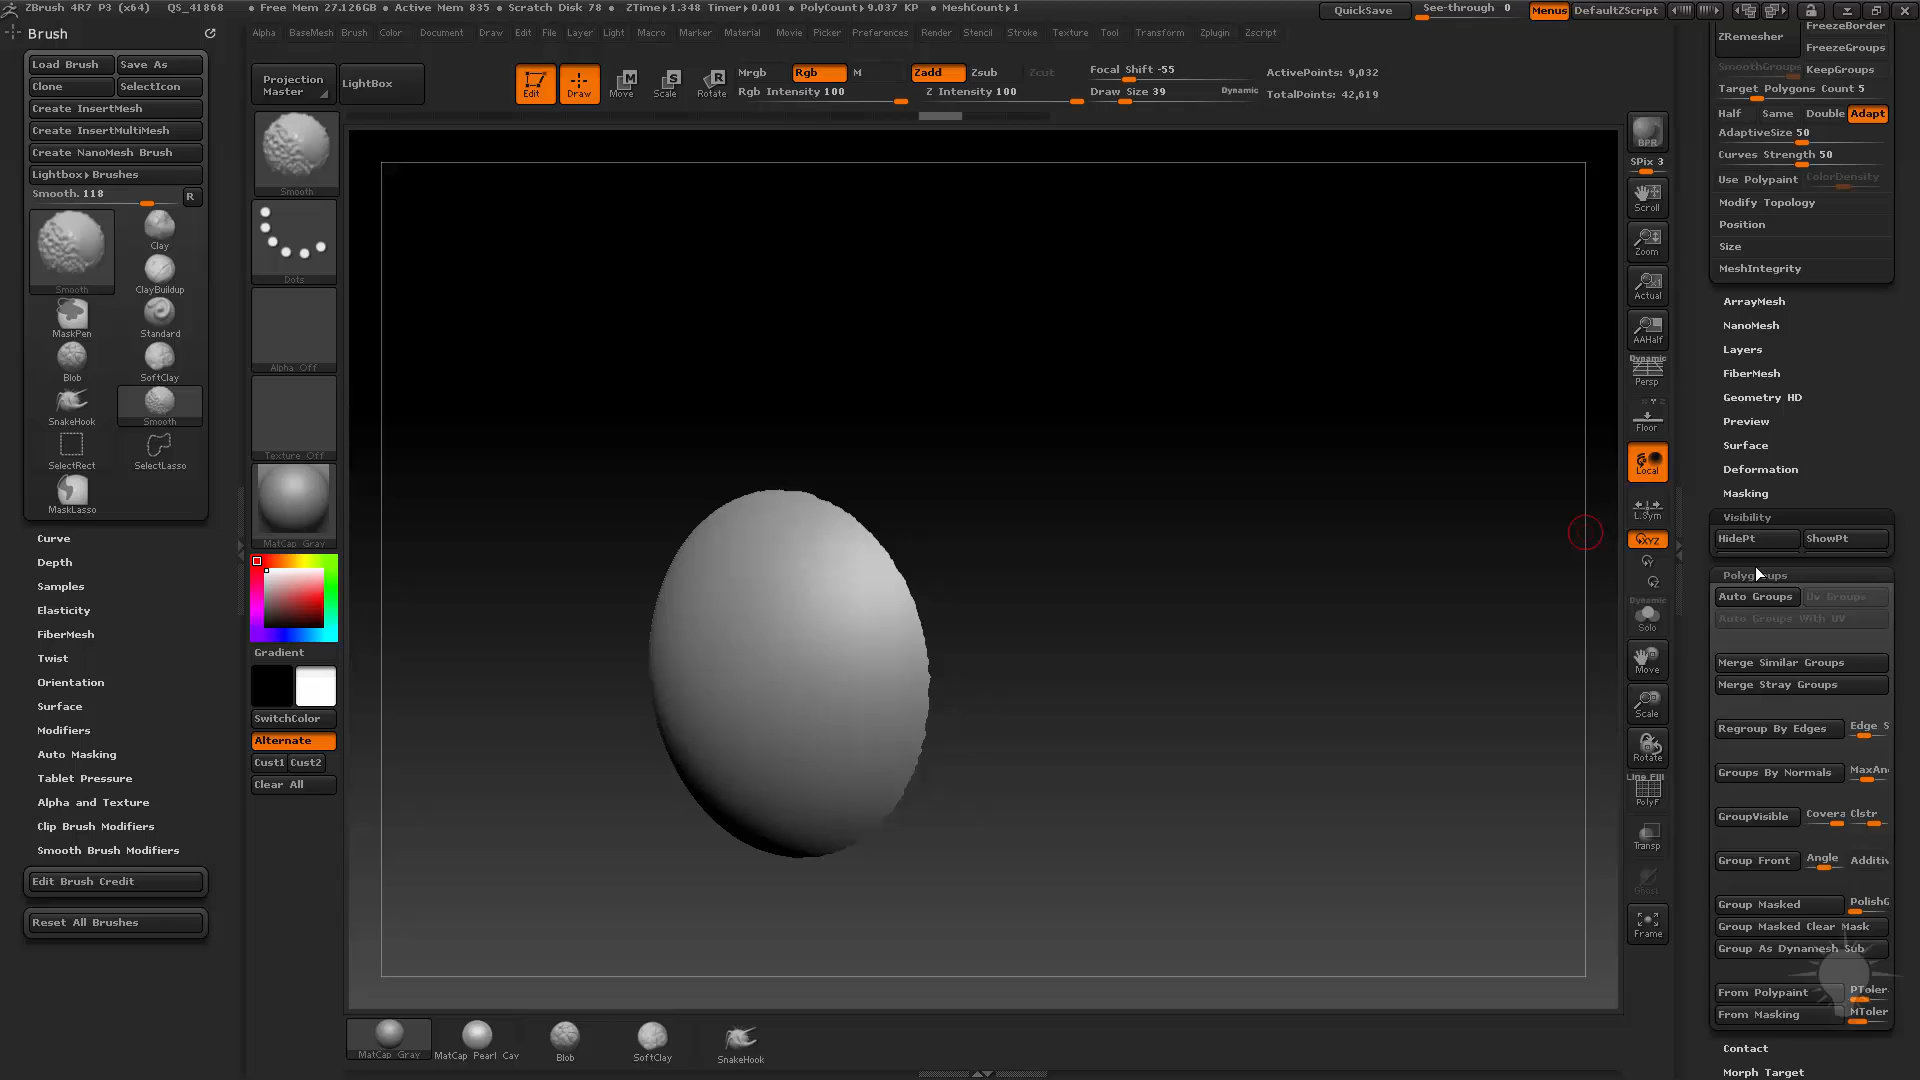 ZBrush 4R7 P3 (x64) QS_41868 • Free Mem 27.126GB • Active Mem 835 • Scratch Disk 78 • ZTime▸1.348 Timer▸0.001 • PolyCount▸9.037 KP • MeshCount▸1
QuickSave See-through 0 Menus DefaultZScript
Brush
Alpha BaseMesh Brush Color Document Draw Edit File Layer Light Macro Marker Material Movie Picker Preferences Render Stencil Stroke Texture Tool Transform Zplugin Zscript
Load Brush Save As
Clone SelectIcon
Create InsertMesh
Create InsertMultiMesh
Create NanoMesh Brush
Lightbox▸Brushes
Smooth. 118 R
Smooth
Clay
ClayBuildup
MaskPen Standard
Blob SoftClay
SnakeHook Smooth
SelectRect SelectLasso
MaskLasso
Curve
Depth
Samples
Elasticity
FiberMesh
Twist
Orientation
Surface
Modifiers
Auto Masking
Tablet Pressure
Alpha and Texture
Clip Brush Modifiers
Smooth Brush Modifiers
Edit Brush Credit
Reset All Brushes
Projection
Master
LightBox
Edit Draw Move Scale Rotate
Mrgb Rgb M Zadd Zsub Zcut
Rgb Intensity 100 Z Intensity 100
Focal Shift -55
Draw Size 39 Dynamic
ActivePoints: 9,032
TotalPoints: 42,619
Smooth
Dots
Alpha Off
Texture Off
MatCap Gray
Gradient
SwitchColor
Alternate
Cust1 Cust2
Clear All
MatCap Gray MatCap Pearl Cav Blob SoftClay SnakeHook
BPR
SPix 3
Scroll
Zoom
Actual
AAHalf
Dynamic
Persp
Floor
Local
L.Sym
XYZ
Dynamic
Solo
Move
Scale
Rotate
Line Fill
PolyF
Transp
Ghost
Frame
ZRemesher FreezeBorder
FreezeGroups
SmoothGroups KeepGroups
Target Polygons Count 5
Half Same Double Adapt
AdaptiveSize 50
Curves Strength 50
Use Polypaint ColorDensity
Modify Topology
Position
Size
MeshIntegrity
ArrayMesh
NanoMesh
Layers
FiberMesh
Geometry HD
Preview
Surface
Deformation
Masking
Visibility
HidePt ShowPt
Polygroups
Auto Groups Uv Groups
Auto Groups With UV
Merge Similar Groups
Merge Stray Groups
Regroup By Edges Edge S
Groups By Normals MaxAn
GroupVisible Covera Clstr
Group Front Angle Additiv
Group Masked PolishG
Group Masked Clear Mask
Group As Dynamesh Sub
From Polypaint PToler
From Masking MToler
Contact
Morph Target